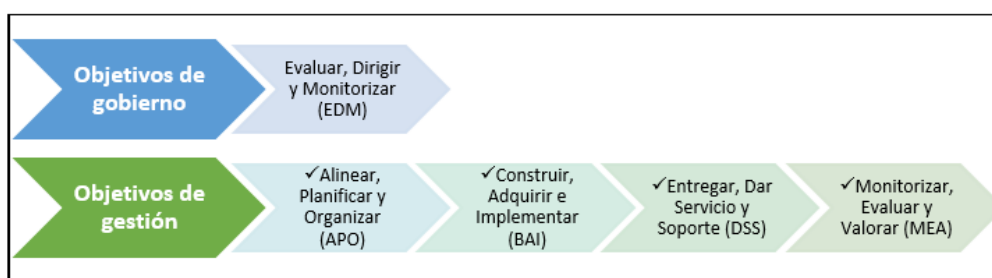 Objetivos de
gobierno
Evaluar, Dirigir
y Monitorizar
(EDM)
Objetivos de
gestión
✓Alinear,
Planificar y
Organizar
(APO)
✓Construir,
Adquirir e
Implementar
(BAI)
✓Entregar, Dar
Servicio y
Soporte (DSS)
✓Monitorizar,
Evaluar y
Valorar (MEA)